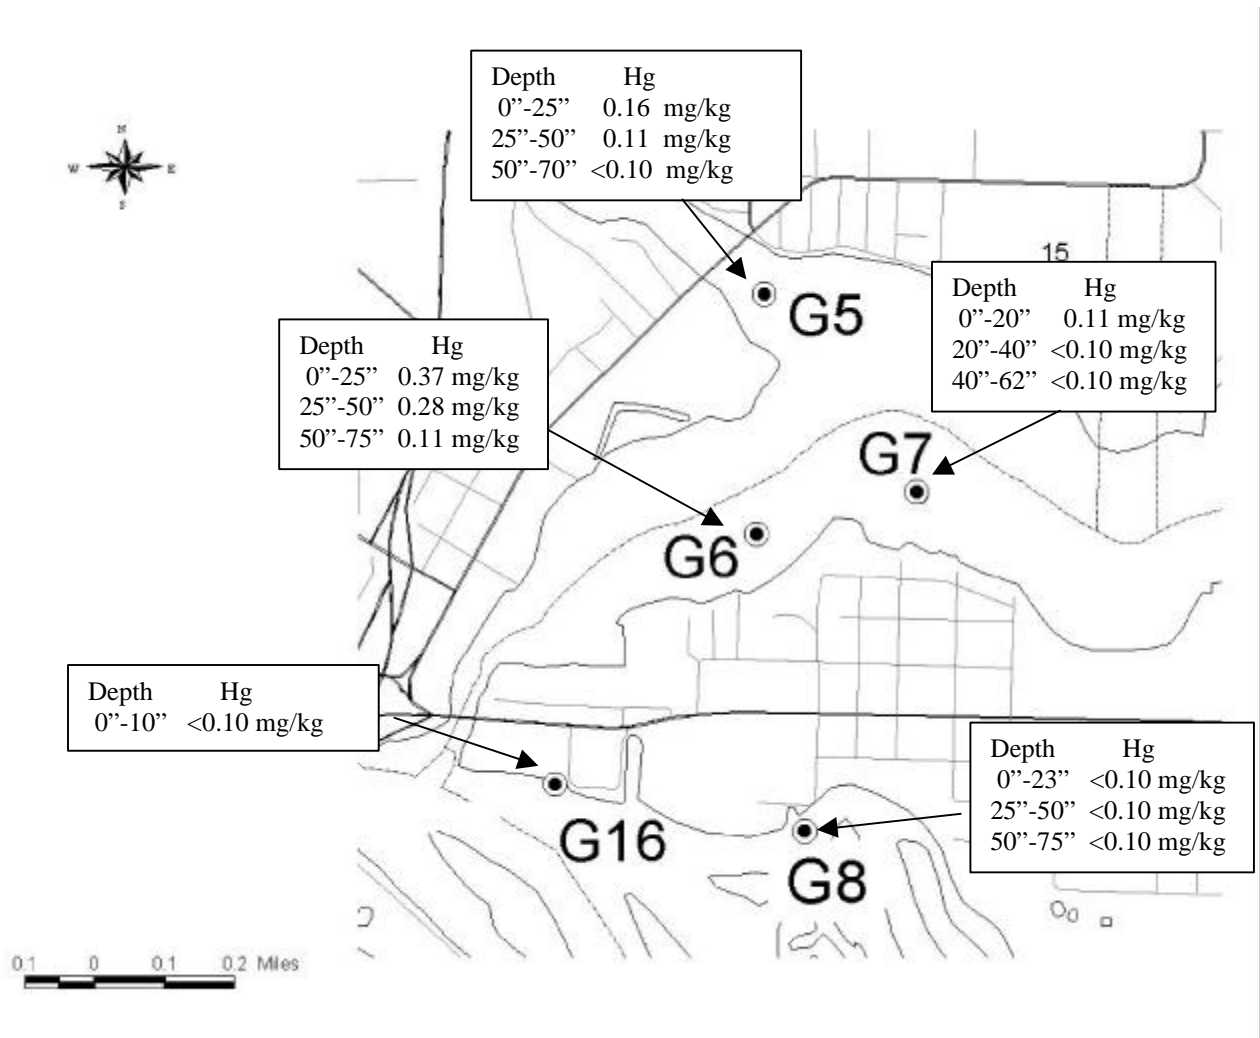 Depth Hg
0”-25” 0.16 mg/kg
25”-50” 0.11 mg/kg
50”-70” <0.10 mg/kg
N
W E
S
15
G5
Depth Hg
0”-20” 0.11 mg/kg
20”-40” <0.10 mg/kg
40”-62” <0.10 mg/kg
Depth Hg
0”-25” 0.37 mg/kg
25”-50” 0.28 mg/kg
50”-75” 0.11 mg/kg
G7
G6
Depth Hg
0”-10” <0.10 mg/kg
Depth Hg
0”-23” <0.10 mg/kg
25”-50” <0.10 mg/kg
50”-75” <0.10 mg/kg
G16
G8
0.1 0 0.1 0.2 Miles